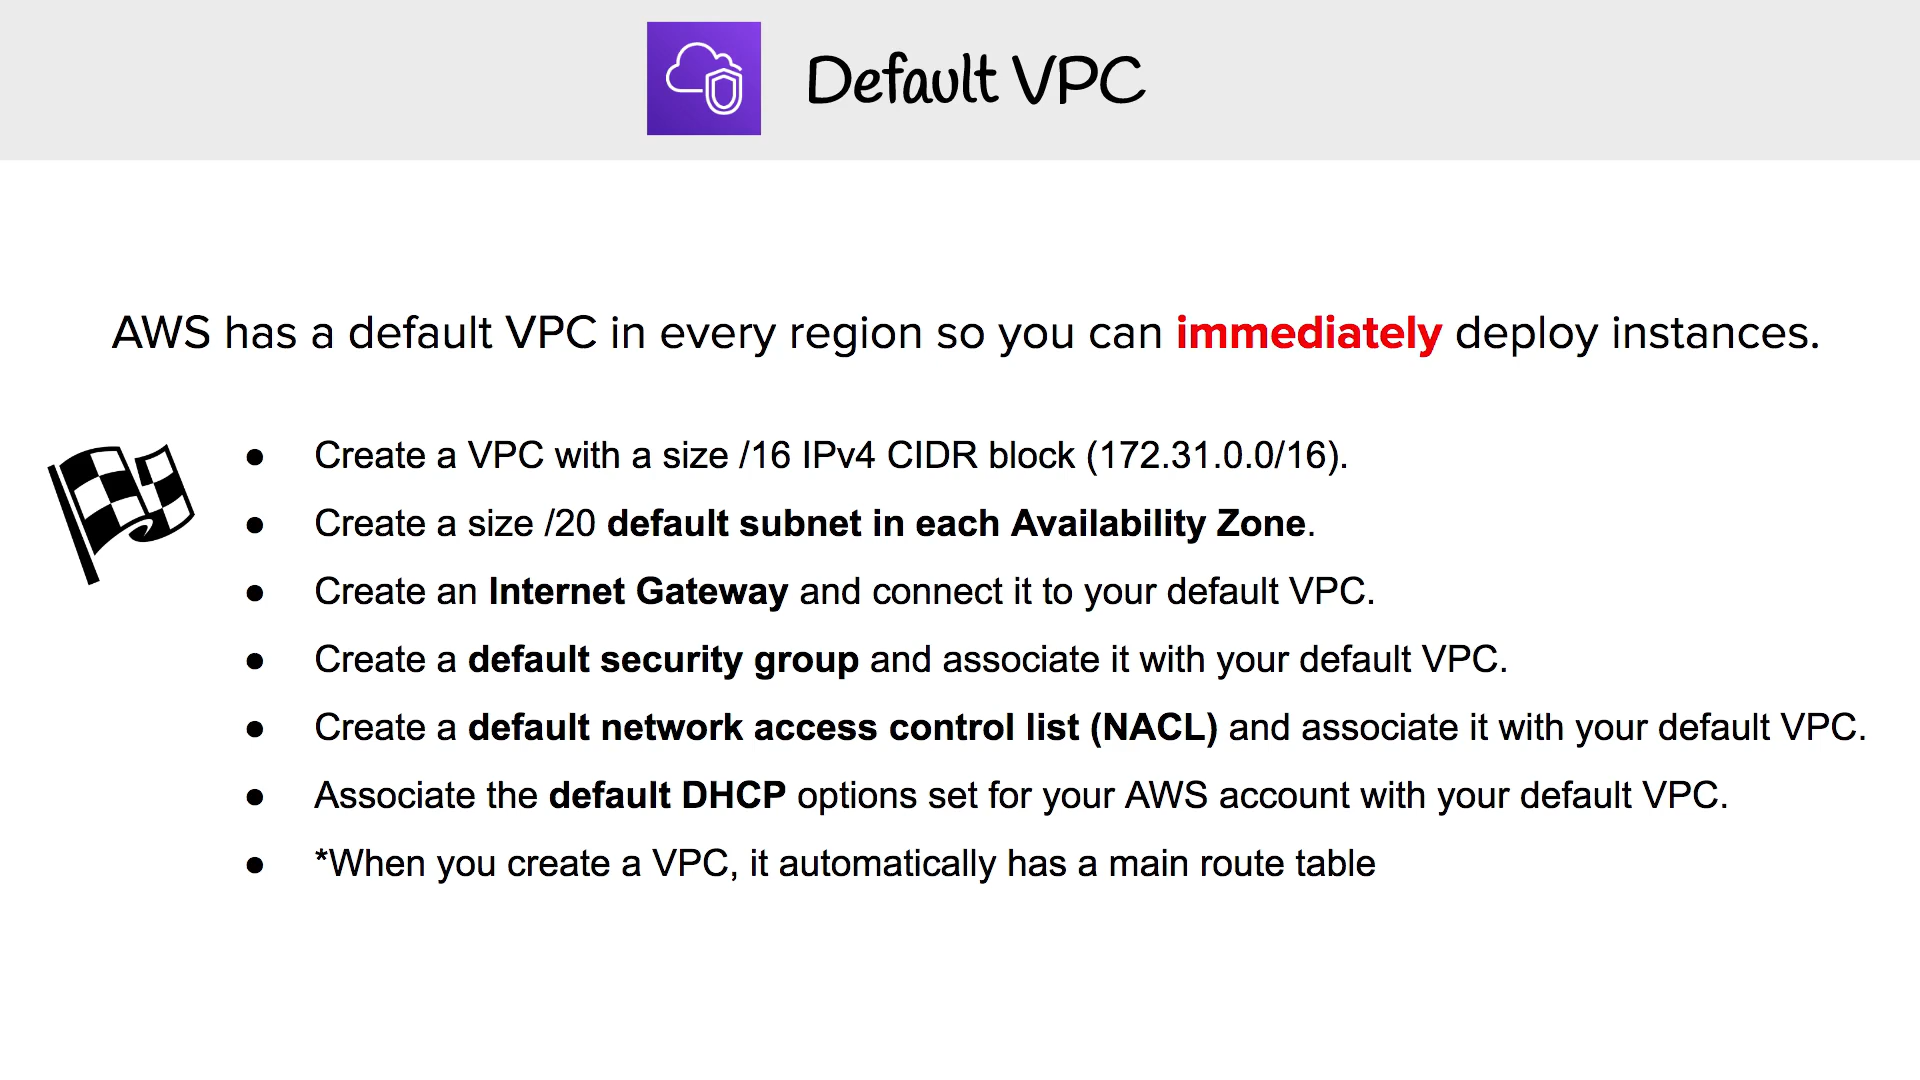 Default VPC
AWS has a default VPC in every region so you can immediately deploy instances.
● Create a VPC with a size /16 IPv4 CIDR block (172.31.0.0/16).
● Create a size /20 default subnet in each Availability Zone.
● Create an Internet Gateway and connect it to your default VPC.
● Create a default security group and associate it with your default VPC.
● Create a default network access control list (NACL) and associate it with your default VPC.
● Associate the default DHCP options set for your AWS account with your default VPC.
● *When you create a VPC, it automatically has a main route table